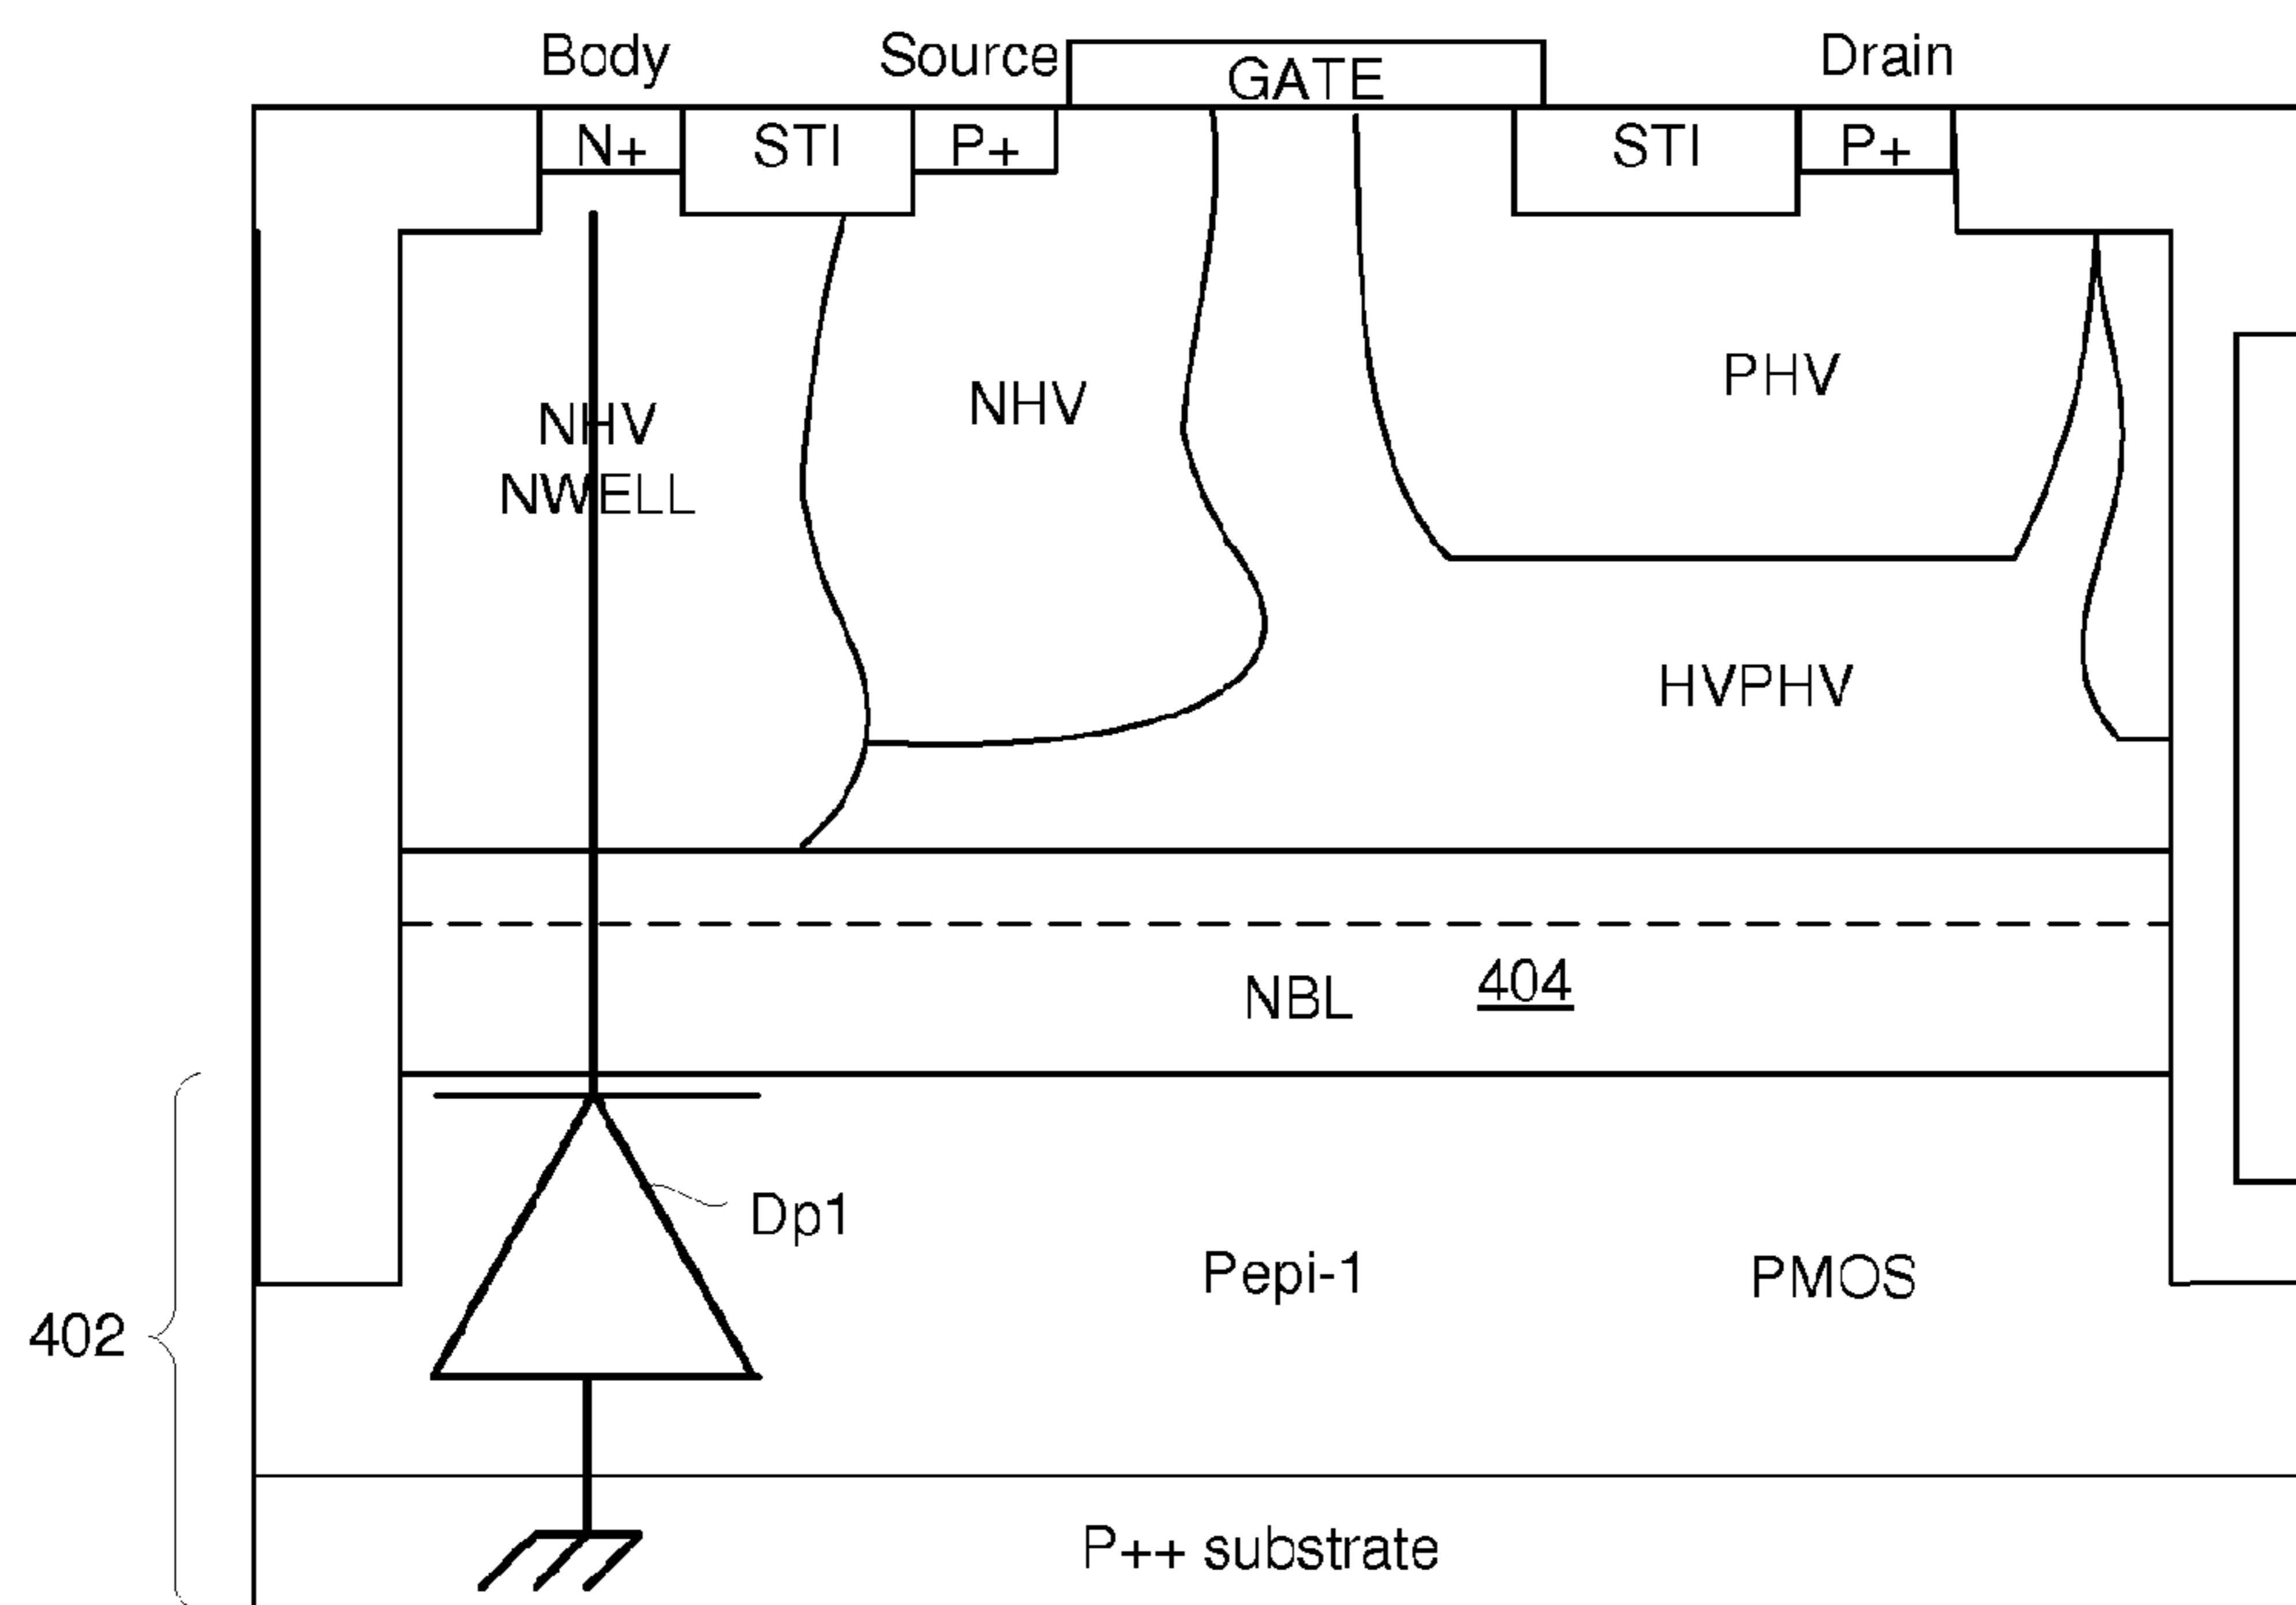 Body
Source
GATE
Drain
N+
STI
P+
STI
P+
NHV
NWELL
NHV
PHV
HVPHV
NBL
404
Dp1
Pepi-1
PMOS
402
P++ substrate